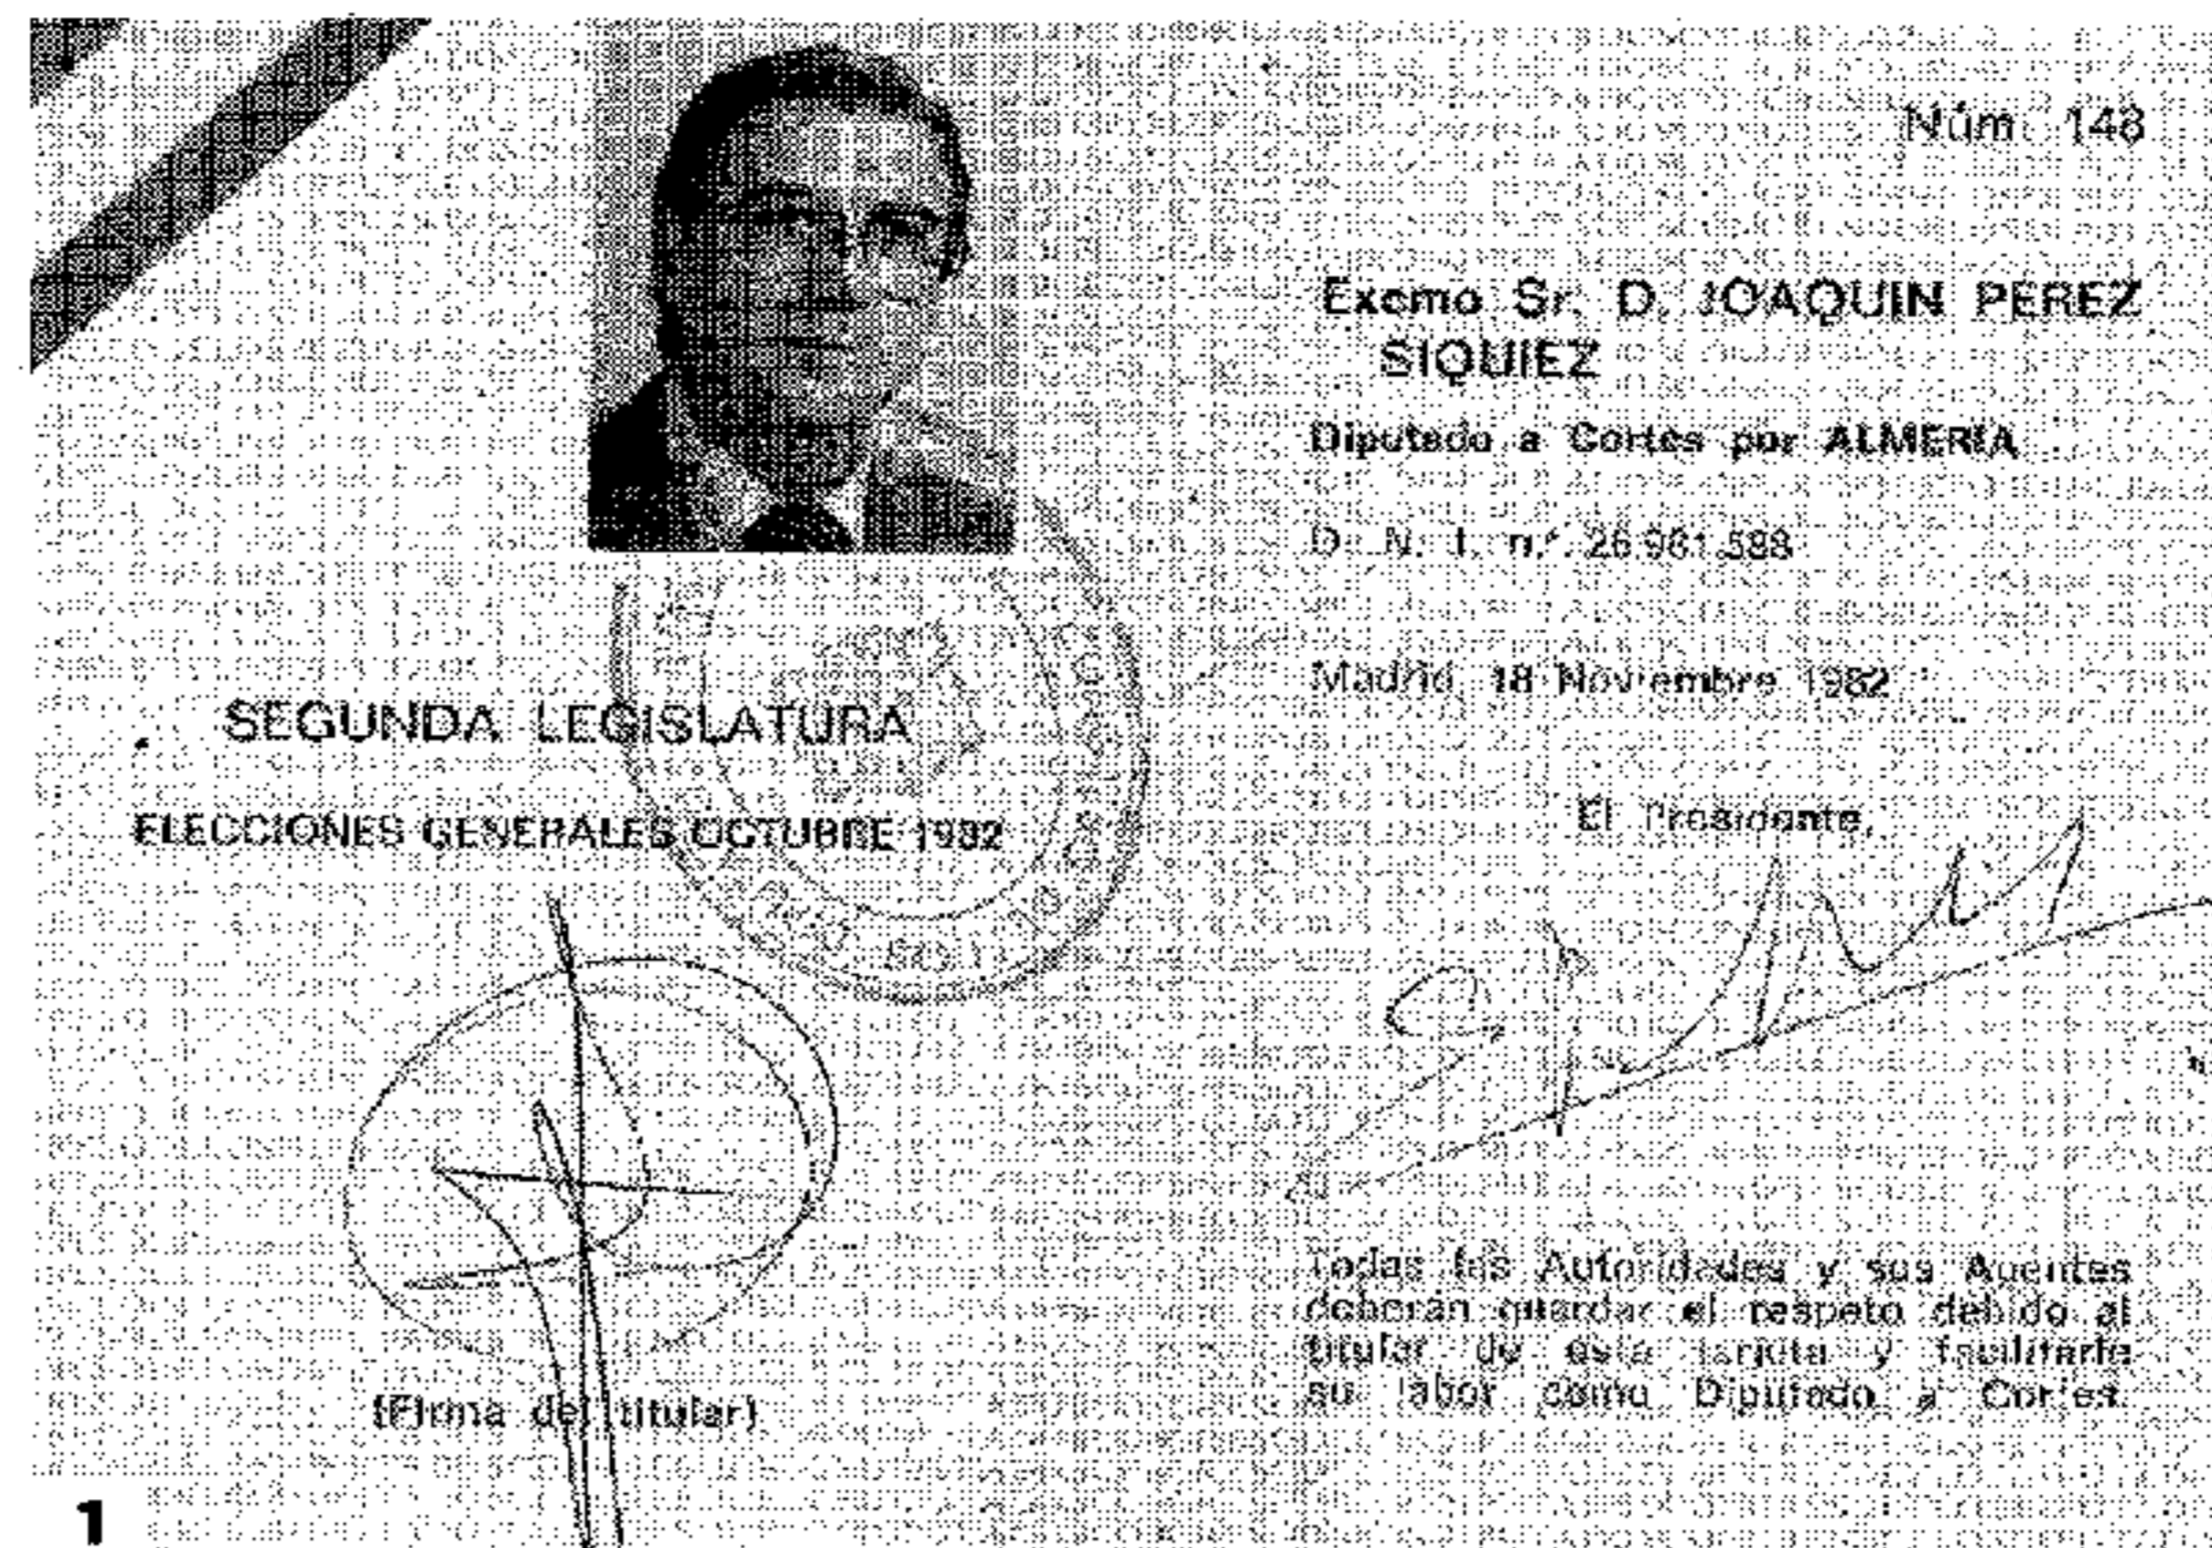 Núm. 148
Excmo Sr. D. JOAQUIN PEREZ
SIQUIEZ
Diputado a Cortes por ALMERIA
D. N. I. n.º 26.961.588
Madrid, 18 Noviembre 1982
SEGUNDA LEGISLATURA
ELECCIONES GENERALES OCTUBRE 1982
El Presidente,
Todas las Autoridades y sus Agentes
deberán guardar el respeto debido al
titular de esta tarjeta y facilitarle
su labor como Diputado a Cortes.
(Firma del titular)
1